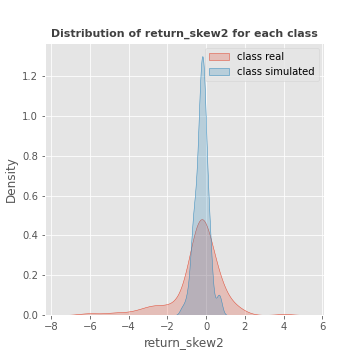 Distribution of return_skew2 for each class
class real
class simulated
1.2
1.0
0.8
0.6
0.4
0.2
0.0
Density
−8 −6 −4 −2 0 2 4 6
return_skew2